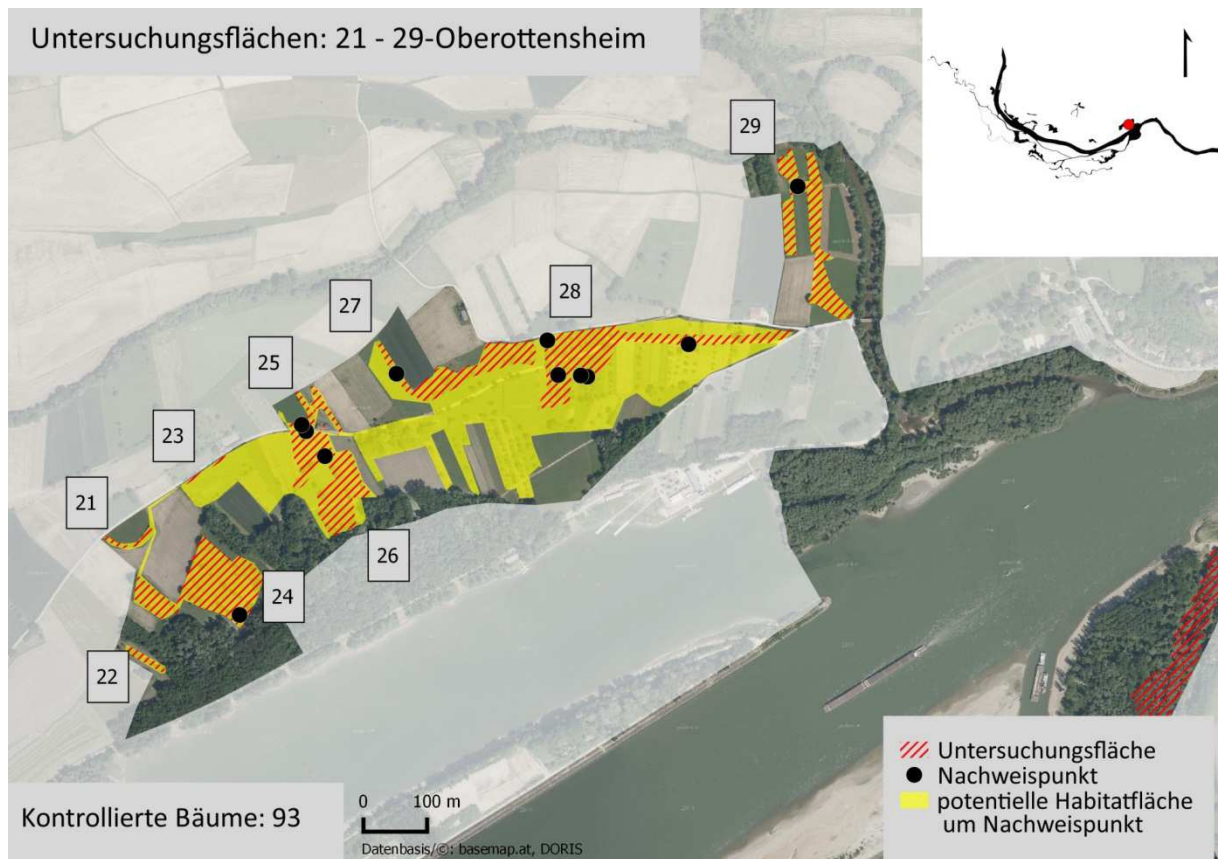 Untersuchungsflächen: 21 - 29-Oberottensheim
29
28
27
25
23
21
26
24
22
Untersuchungsfläche
Nachweispunkt
potentielle Habitatfläche
um Nachweispunkt
Kontrollierte Bäume: 93
0 100 m
Datenbasis/©: basemap.at, DORIS